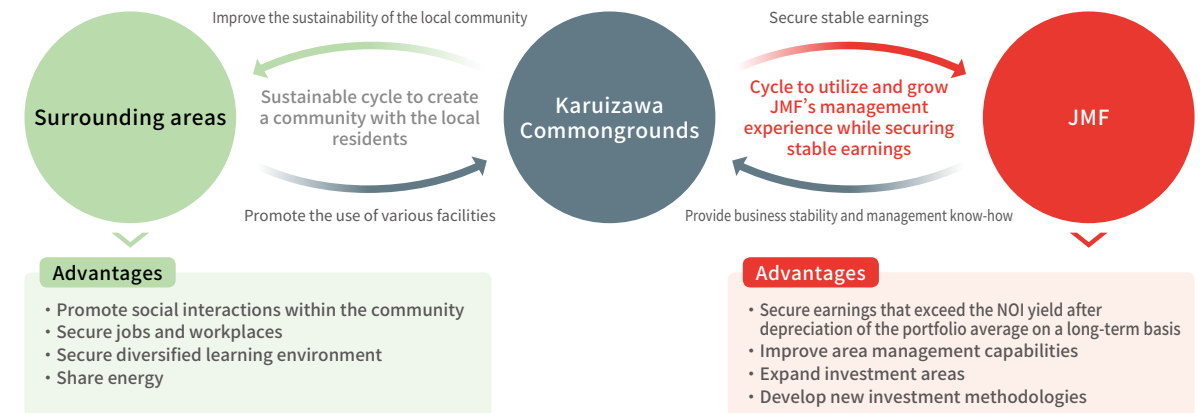 Improve the sustainability of the local community
Secure stable earnings
Surrounding areas
Sustainable cycle to create
a community with the local
residents
Karuizawa
Commongrounds
Cycle to utilize and grow
JMF's management
experience while securing
stable earnings
JMF
Promote the use of various facilities
Provide business stability and management know-how
Advantages
・Promote social interactions within the community
・Secure jobs and workplaces
・Secure diversified learning environment
・Share energy
Advantages
・Secure earnings that exceed the NOI yield after
depreciation of the portfolio average on a long-term basis
・Improve area management capabilities
・Expand investment areas
・Develop new investment methodologies